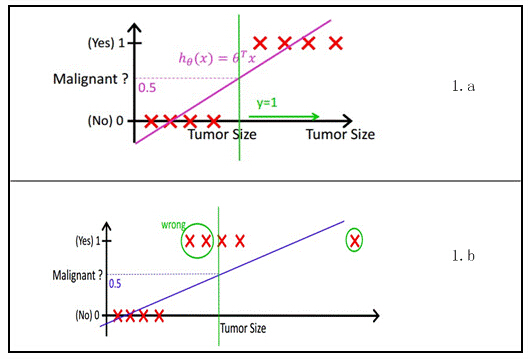 (Yes) 1
hθ(x) = θᵀx
Malignant ?
0.5
1.a
y=1
(No) 0
Tumor Size
Tumor Size
wrong
(Yes) 1
1.b
Malignant ?
0.5
(No) 0
Tumor Size